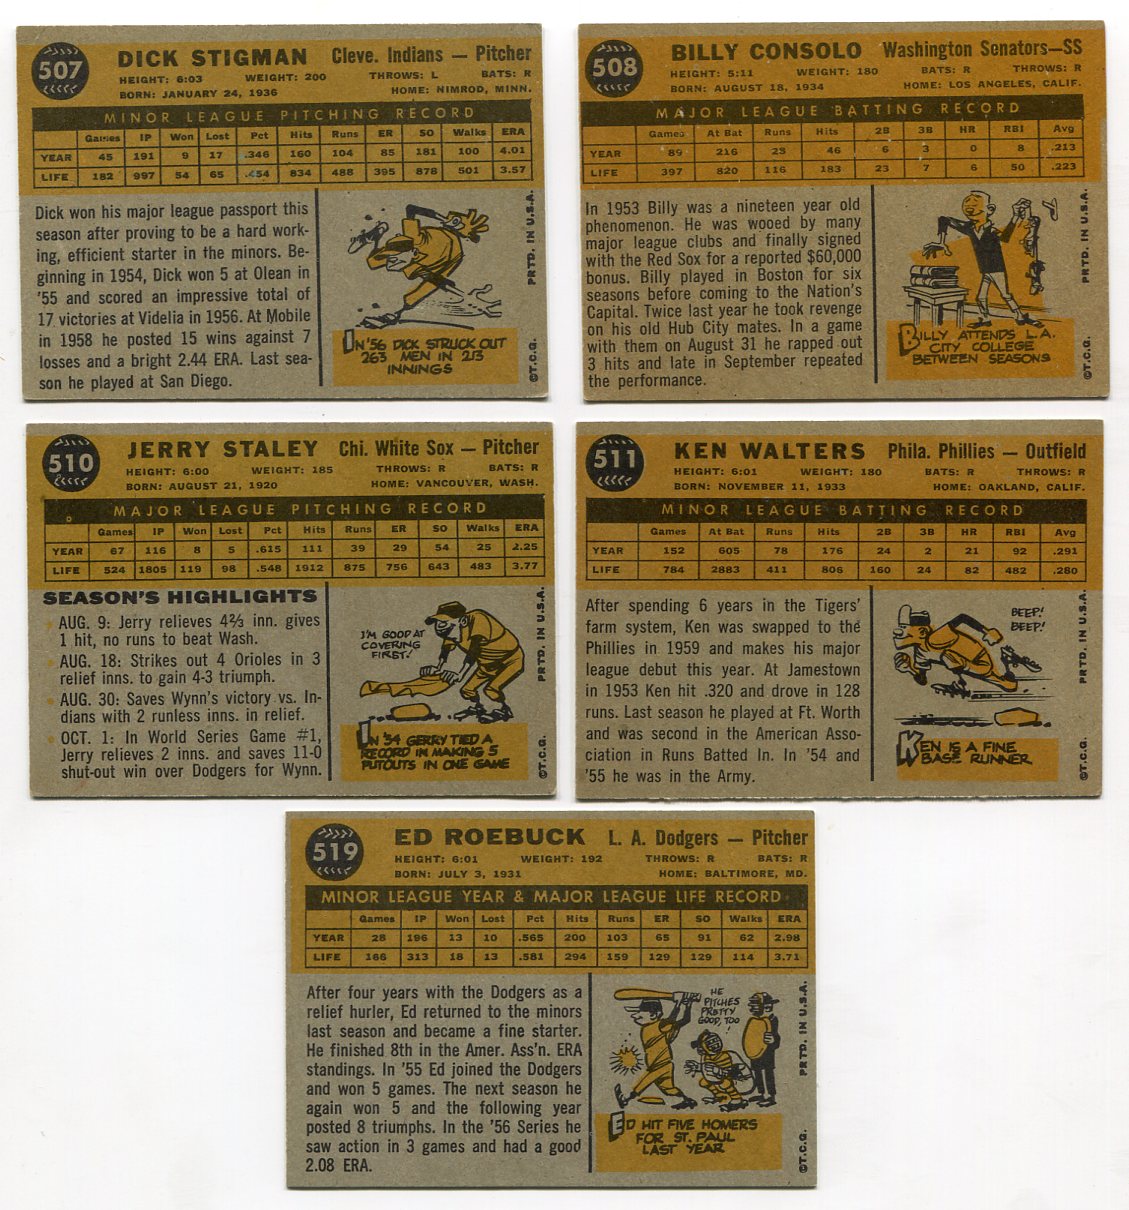 507
DICK STIGMAN Cleve. Indians — Pitcher
HEIGHT: 6:03 WEIGHT: 200 THROWS: L BATS: R
BORN: JANUARY 24, 1936 HOME: NIMROD, MINN.
MINOR LEAGUE PITCHING RECORD
Games IP Won Lost Pct Hits Runs ER SO Walks ERA
YEAR 45 191 9 17 .346 160 104 85 181 100 4.01
LIFE 182 997 54 65 .454 834 488 395 878 501 3.57
Dick won his major league passport this
season after proving to be a hard work-
ing, efficient starter in the minors. Be-
ginning in 1954, Dick won 5 at Olean in
'55 and scored an impressive total of
17 victories at Videlia in 1956. At Mobile
in 1958 he posted 15 wins against 7
losses and a bright 2.44 ERA. Last sea-
son he played at San Diego.
IN '56 DICK STRUCK OUT
263 MEN IN 213
INNINGS
PRTD. IN U.S.A.
©T.C.G.
508
BILLY CONSOLO Washington Senators—SS
HEIGHT: 5:11 WEIGHT: 180 BATS: R THROWS: R
BORN: AUGUST 18, 1934 HOME: LOS ANGELES, CALIF.
MAJOR LEAGUE BATTING RECORD
Games At Bat Runs Hits 2B 3B HR RBI Avg
YEAR 89 216 23 46 6 3 0 8 .213
LIFE 397 820 116 183 23 7 6 50 .223
In 1953 Billy was a nineteen year old
phenomenon. He was wooed by many
major league clubs and finally signed
with the Red Sox for a reported $60,000
bonus. Billy played in Boston for six
seasons before coming to the Nation's
Capital. Twice last year he took revenge
on his old Hub City mates. In a game
with them on August 31 he rapped out
3 hits and late in September repeated
the performance.
BILLY ATTENDS L.A.
CITY COLLEGE
BETWEEN SEASONS
PRTD. IN U.S.A.
©T.C.G.
510
JERRY STALEY Chi. White Sox — Pitcher
HEIGHT: 6:00 WEIGHT: 185 THROWS: R BATS: R
BORN: AUGUST 21, 1920 HOME: VANCOUVER, WASH.
MAJOR LEAGUE PITCHING RECORD
Games IP Won Lost Pct Hits Runs ER SO Walks ERA
YEAR 67 116 8 5 .615 111 39 29 54 25 2.25
LIFE 524 1805 119 98 .548 1912 875 756 643 483 3.77
SEASON'S HIGHLIGHTS
AUG. 9: Jerry relieves 4⅔ inn. gives
1 hit, no runs to beat Wash.
AUG. 18: Strikes out 4 Orioles in 3
relief inns. to gain 4-3 triumph.
AUG. 30: Saves Wynn's victory vs. In-
dians with 2 runless inns. in relief.
OCT. 1: In World Series Game #1,
Jerry relieves 2 inns. and saves 11-0
shut-out win over Dodgers for Wynn.
I'M GOOD AT
COVERING
FIRST!
IN '54 GERRY TIED A
RECORD IN MAKING 5
PUTOUTS IN ONE GAME
PRTD. IN U.S.A.
©T.C.G.
511
KEN WALTERS Phila. Phillies — Outfield
HEIGHT: 6:01 WEIGHT: 180 BATS: R THROWS: R
BORN: NOVEMBER 11, 1933 HOME: OAKLAND, CALIF.
MINOR LEAGUE BATTING RECORD
Games At Bat Runs Hits 2B 3B HR RBI Avg
YEAR 152 605 78 176 24 2 21 92 .291
LIFE 784 2883 411 806 160 24 82 482 .280
After spending 6 years in the Tigers'
farm system, Ken was swapped to the
Phillies in 1959 and makes his major
league debut this year. At Jamestown
in 1953 Ken hit .320 and drove in 128
runs. Last season he played at Ft. Worth
and was second in the American Asso-
ciation in Runs Batted In. In '54 and
'55 he was in the Army.
BEEP!
BEEP!
KEN IS A FINE
BASE RUNNER
PRTD. IN U.S.A.
©T.C.G.
519
ED ROEBUCK L. A. Dodgers — Pitcher
HEIGHT: 6:01 WEIGHT: 192 THROWS: R BATS: R
BORN: JULY 3, 1931 HOME: BALTIMORE, MD.
MINOR LEAGUE YEAR & MAJOR LEAGUE LIFE RECORD
Games IP Won Lost Pct Hits Runs ER SO Walks ERA
YEAR 28 196 13 10 .565 200 103 65 91 62 2.98
LIFE 166 313 18 13 .581 294 159 129 129 114 3.71
After four years with the Dodgers as a
relief hurler, Ed returned to the minors
last season and became a fine starter.
He finished 8th in the Amer. Ass'n. ERA
standings. In '55 Ed joined the Dodgers
and won 5 games. The next season he
again won 5 and the following year
posted 8 triumphs. In the '56 Series he
saw action in 3 games and had a good
2.08 ERA.
HE
PITCHES
PRETTY
GOOD, TOO
!
ED HIT FIVE HOMERS
FOR ST. PAUL
LAST YEAR
PRTD. IN U.S.A.
©T.C.G.